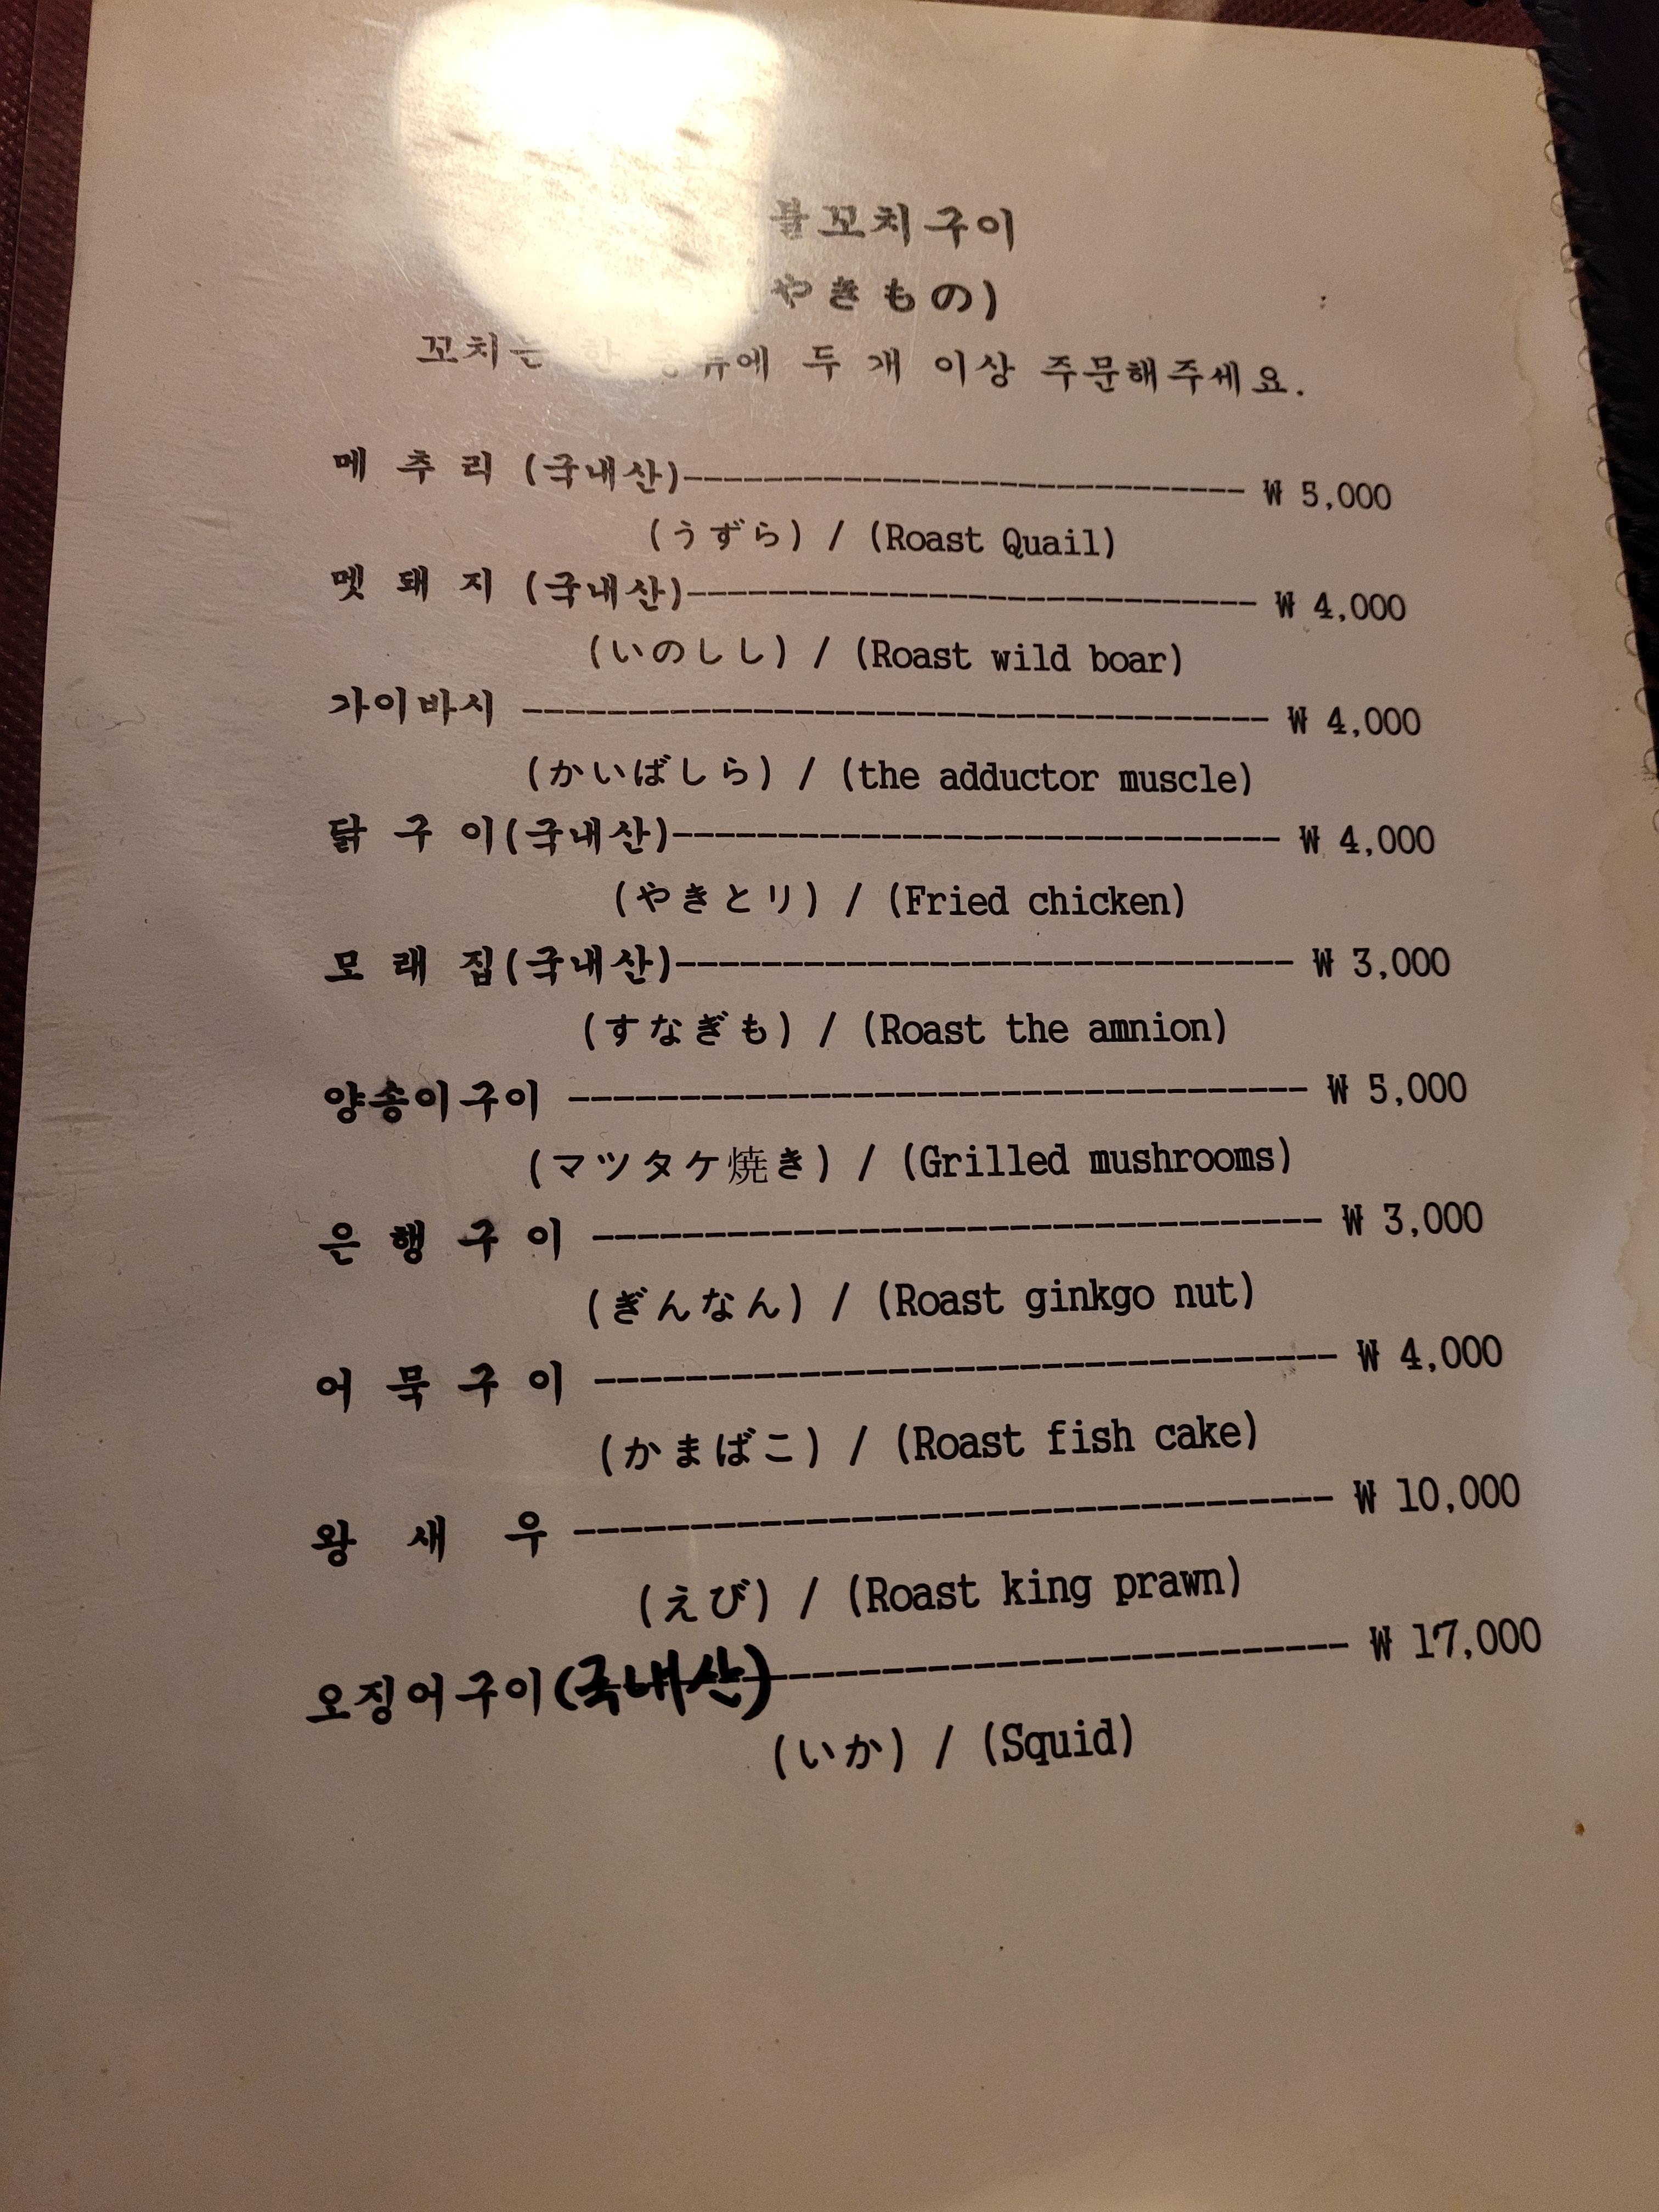 불꼬치구이
(やきもの)
꼬치는 한 종류에 두 개 이상 주문해주세요.
메 추 리 (국내산)---------------------------- ₩ 5,000
(うずら) / (Roast Quail)
멧 돼 지 (국내산)---------------------------- ₩ 4,000
(いのしし) / (Roast wild boar)
가이바시 ------------------------------------ ₩ 4,000
(かいばしら) / (the adductor muscle)
닭 구 이(국내산)----------------------------- ₩ 4,000
(やきとり) / (Fried chicken)
모 래 집(국내산)----------------------------- ₩ 3,000
(すなぎも) / (Roast the amnion)
양송이구이 ----------------------------------- ₩ 5,000
(マツタケ焼き) / (Grilled mushrooms)
은 행 구 이 ---------------------------------- ₩ 3,000
(ぎんなん) / (Roast ginkgo nut)
어 묵 구 이 ---------------------------------- ₩ 4,000
(かまばこ) / (Roast fish cake)
왕 새 우 ----------------------------------- ₩ 10,000
(えび) / (Roast king prawn)
오징어구이(국내산)-------------------------- ₩ 17,000
(いか) / (Squid)